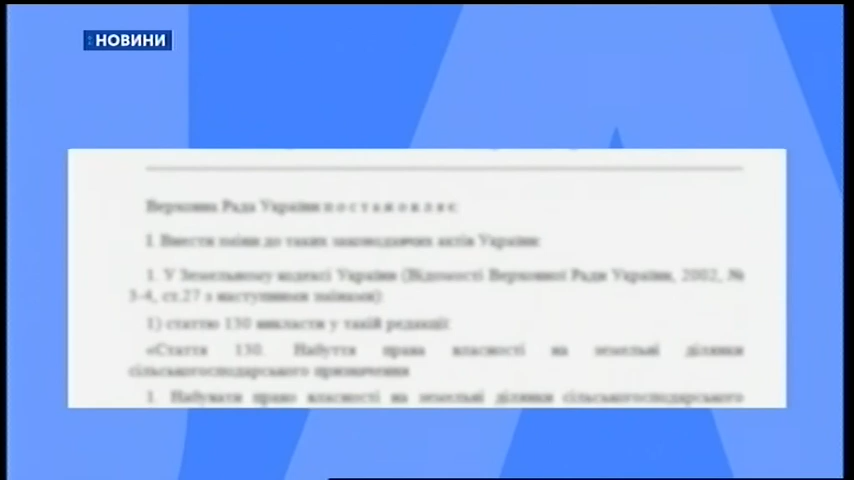 НОВИНИ
Верховна Рада України п о с т а н о в л я є
I. Внести зміни до таких законодавчих актів України
1. У Земельному кодексі України (Відомості Верховної Ради України, 2002, №
3-4, ст.27 з наступними змінами):
1) статтю 130 викласти у такій редакції:
«Стаття 130. Набуття права власності на земельні ділянки
сільськогосподарського призначення
1. Набувати право власності на земельні ділянки сільськогосподарського